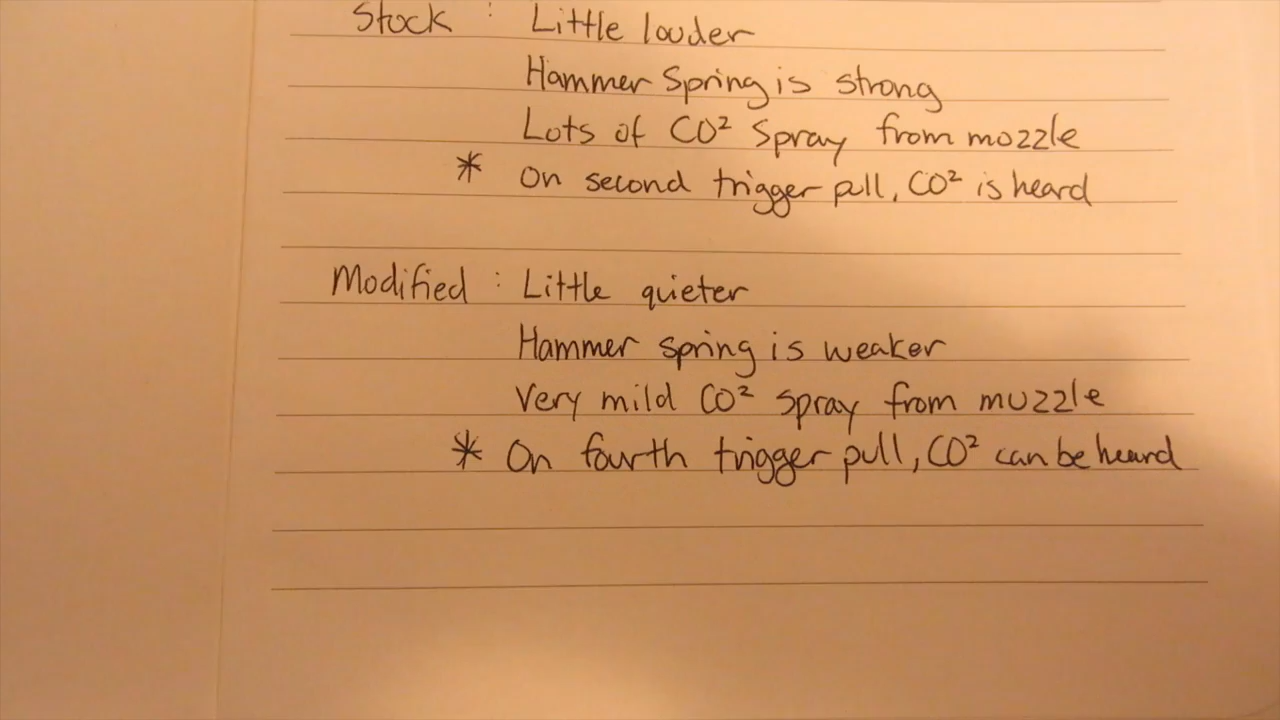 Stock : Little louder
Hammer Spring is strong
Lots of CO² Spray from mozzle
* On second trigger pull, CO² is heard
Modified : Little quieter
Hammer spring is weaker
Very mild CO² spray from muzzle
* On fourth trigger pull, CO² can be heard